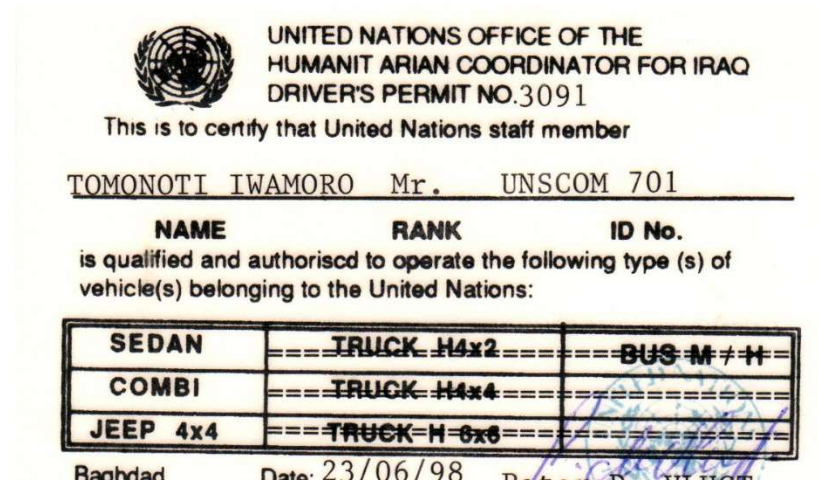 UNITED NATIONS OFFICE OF THE
HUMANIT ARIAN COORDINATOR FOR IRAQ
DRIVER'S PERMIT NO.3091
This is to certify that United Nations staff member
TOMONOTI IWAMORO Mr. UNSCOM 701
NAME RANK ID No.
is qualified and authoriscd to operate the following type (s) of
vehicle(s) belonging to the United Nations:
SEDAN TRUCK H4x2 BUS M / H
COMBI TRUCK H4x4
JEEP 4x4 TRUCK H 6x6
Baghdad Date: 23/06/98